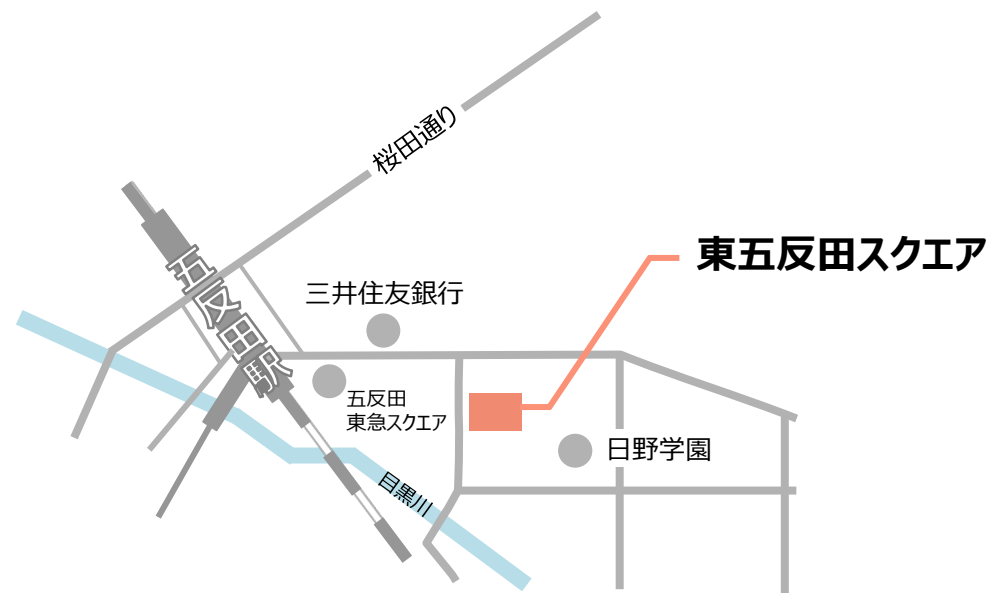 桜田通り
五反田駅
東五反田スクエア
三井住友銀行
五反田
東急スクエア
日野学園
目黒川